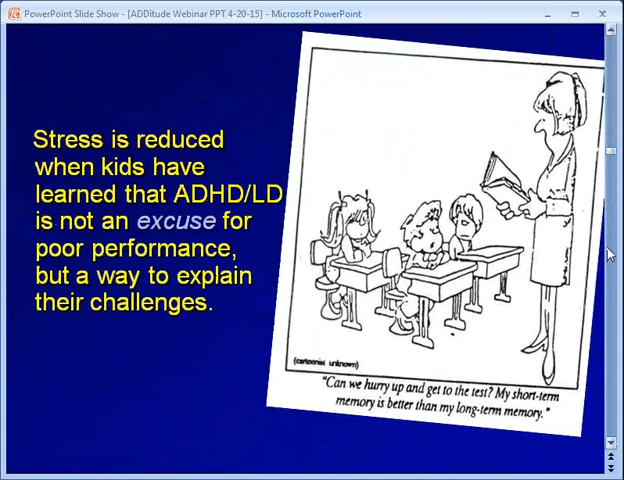 PowerPoint Slide Show - [ADDitude Webinar PPT 4-20-15] - Microsoft PowerPoint
Stress is reduced
when kids have
learned that ADHD/LD
is not an excuse for
poor performance,
but a way to explain
their challenges.
(cartoonist unknown)
"Can we hurry up and get to the test? My short-term
memory is better than my long-term memory."